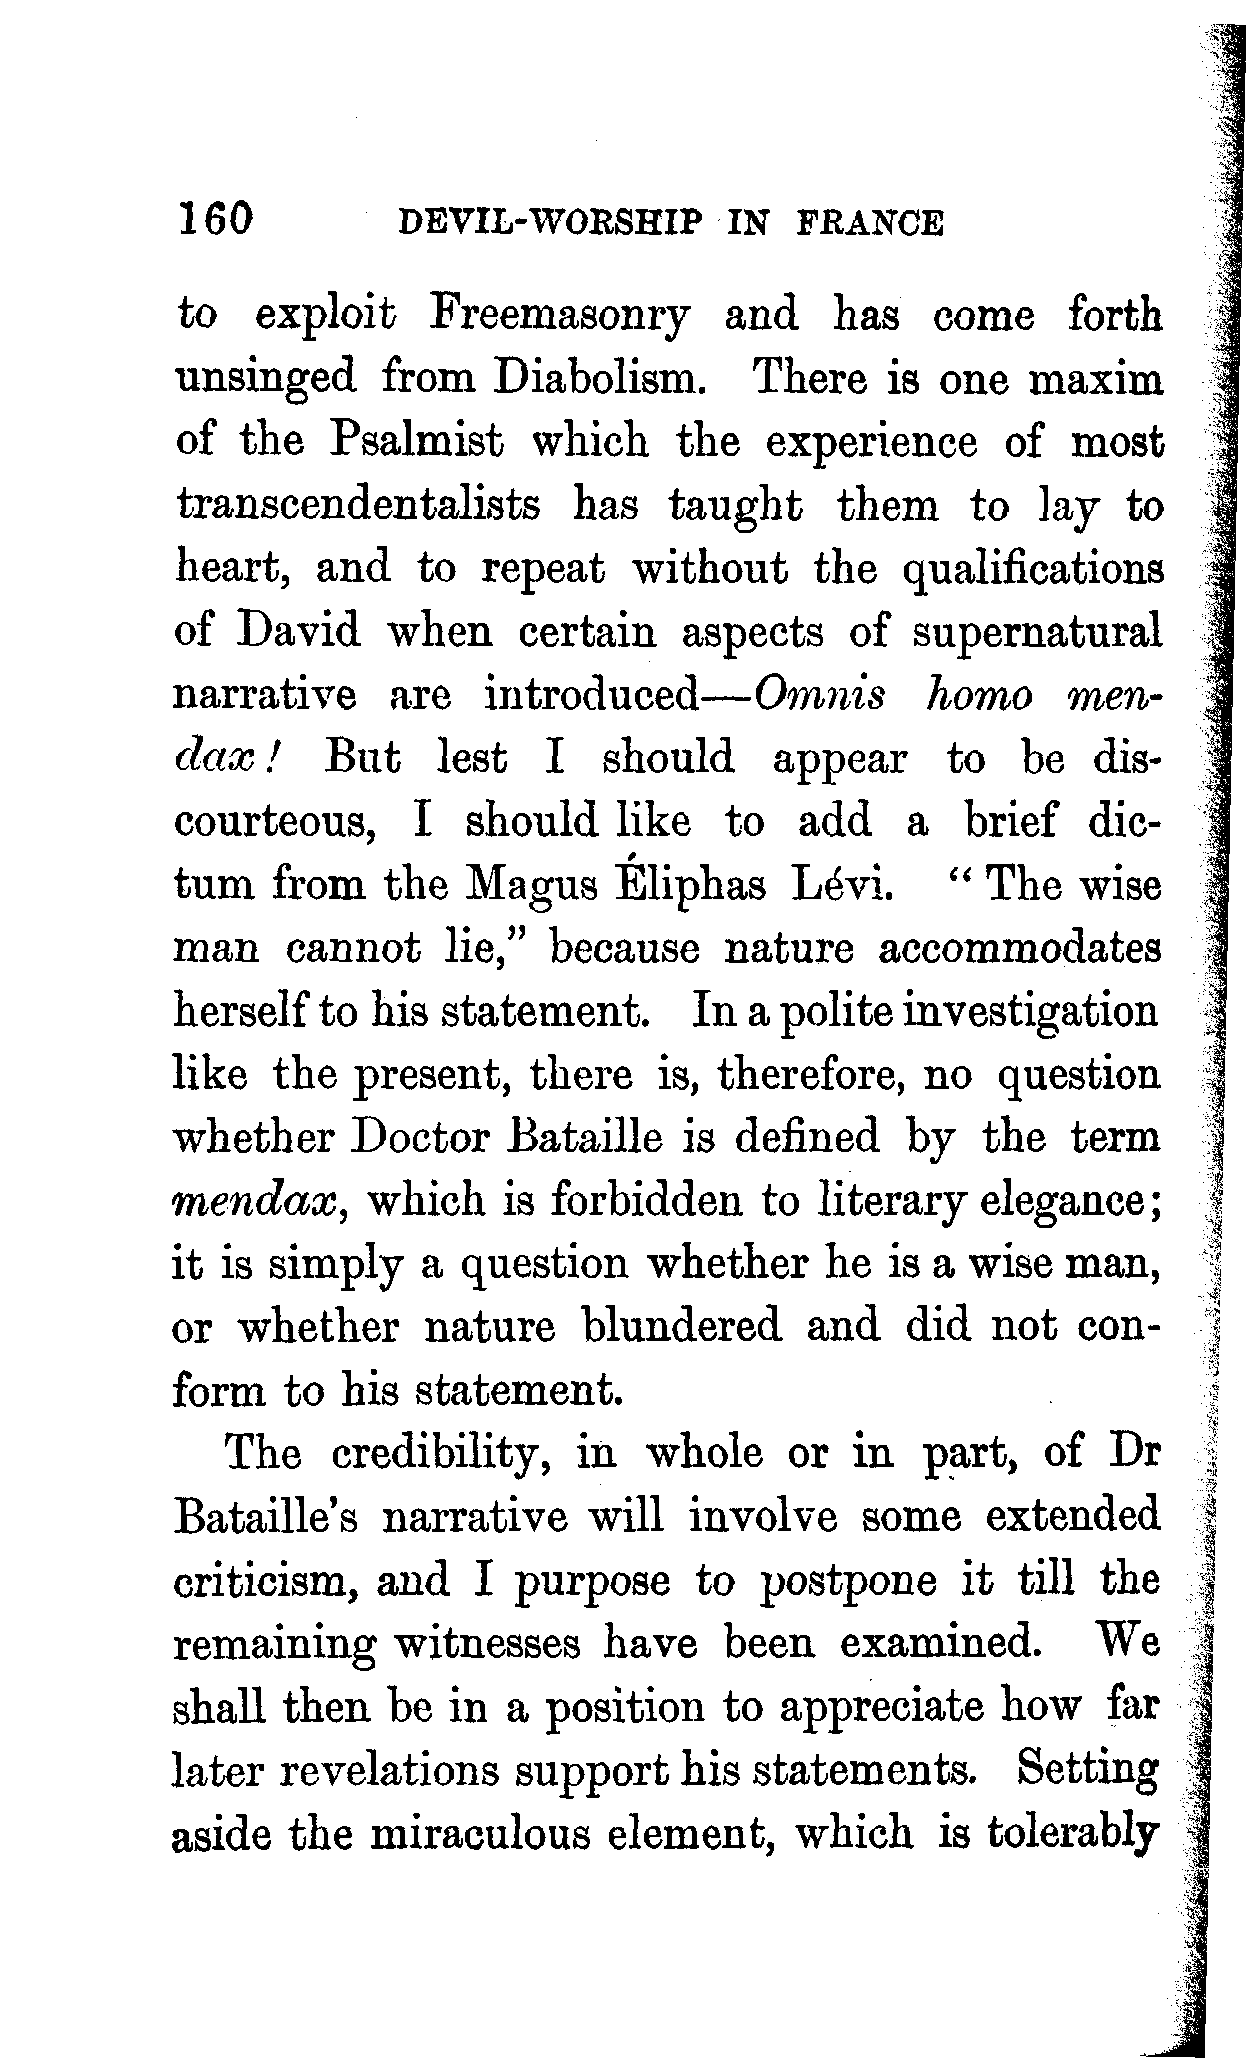 160 DEVIL-WORSHIP IN FRANCE
to exploit Freemasonry and has come forth
unsinged from Diabolism. There is one maxim
of the Psalmist which the experience of most
transcendentalists has taught them to lay to
heart, and to repeat without the qualifications
of David when certain aspects of supernatural
narrative are introduced—Omnis homo men-
dax! But lest I should appear to be dis-
courteous, I should like to add a brief dic-
tum from the Magus Éliphas Lévi. "The wise
man cannot lie," because nature accommodates
herself to his statement. In a polite investigation
like the present, there is, therefore, no question
whether Doctor Bataille is defined by the term
mendax, which is forbidden to literary elegance;
it is simply a question whether he is a wise man,
or whether nature blundered and did not con-
form to his statement.
The credibility, in whole or in part, of Dr
Bataille's narrative will involve some extended
criticism, and I purpose to postpone it till the
remaining witnesses have been examined. We
shall then be in a position to appreciate how far
later revelations support his statements. Setting
aside the miraculous element, which is tolerably